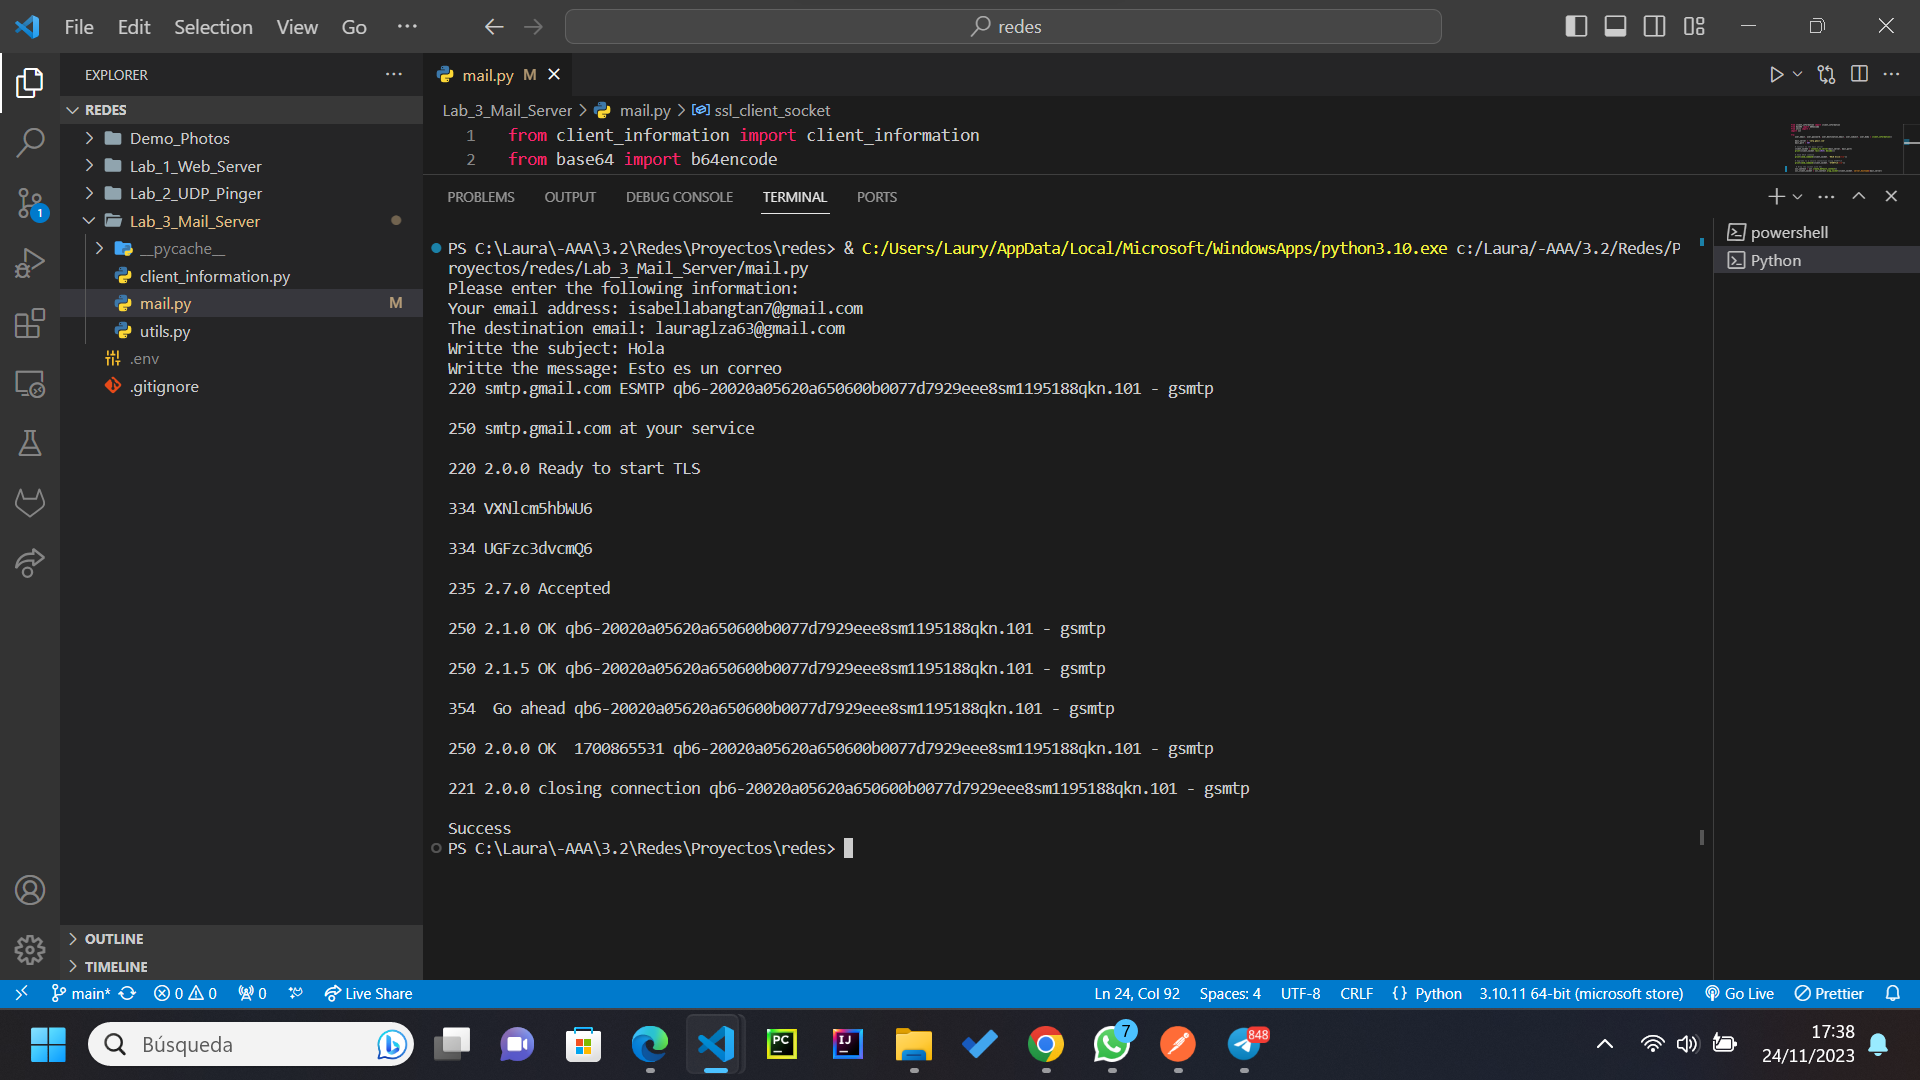 File Edit Selection View Go ···
redes
EXPLORER
REDES
Demo_Photos
Lab_1_Web_Server
Lab_2_UDP_Pinger
Lab_3_Mail_Server
__pycache__
client_information.py
mail.py M
utils.py
.env
.gitignore
OUTLINE
TIMELINE
1
mail.py M
Lab_3_Mail_Server > mail.py > ssl_client_socket
1 from client_information import client_information
2 from base64 import b64encode
PROBLEMS OUTPUT DEBUG CONSOLE TERMINAL PORTS
powershell
Python
PS C:\Laura\-AAA\3.2\Redes\Proyectos\redes> & C:/Users/Laury/AppData/Local/Microsoft/WindowsApps/python3.10.exe c:/Laura/-AAA/3.2/Redes/P
royectos/redes/Lab_3_Mail_Server/mail.py
Please enter the following information:
Your email address: isabellabangtan7@gmail.com
The destination email: lauraglza63@gmail.com
Writte the subject: Hola
Writte the message: Esto es un correo
220 smtp.gmail.com ESMTP qb6-20020a05620a650600b0077d7929eee8sm1195188qkn.101 - gsmtp
250 smtp.gmail.com at your service
220 2.0.0 Ready to start TLS
334 VXNlcm5hbWU6
334 UGFzc3dvcmQ6
235 2.7.0 Accepted
250 2.1.0 OK qb6-20020a05620a650600b0077d7929eee8sm1195188qkn.101 - gsmtp
250 2.1.5 OK qb6-20020a05620a650600b0077d7929eee8sm1195188qkn.101 - gsmtp
354  Go ahead qb6-20020a05620a650600b0077d7929eee8sm1195188qkn.101 - gsmtp
250 2.0.0 OK  1700865531 qb6-20020a05620a650600b0077d7929eee8sm1195188qkn.101 - gsmtp
221 2.0.0 closing connection qb6-20020a05620a650600b0077d7929eee8sm1195188qkn.101 - gsmtp
Success
PS C:\Laura\-AAA\3.2\Redes\Proyectos\redes>
main* 0 0 0 Live Share Ln 24, Col 92 Spaces: 4 UTF-8 CRLF {} Python 3.10.11 64-bit (microsoft store) Go Live Prettier
Búsqueda
PC
IJ
7
848
17:38
24/11/2023